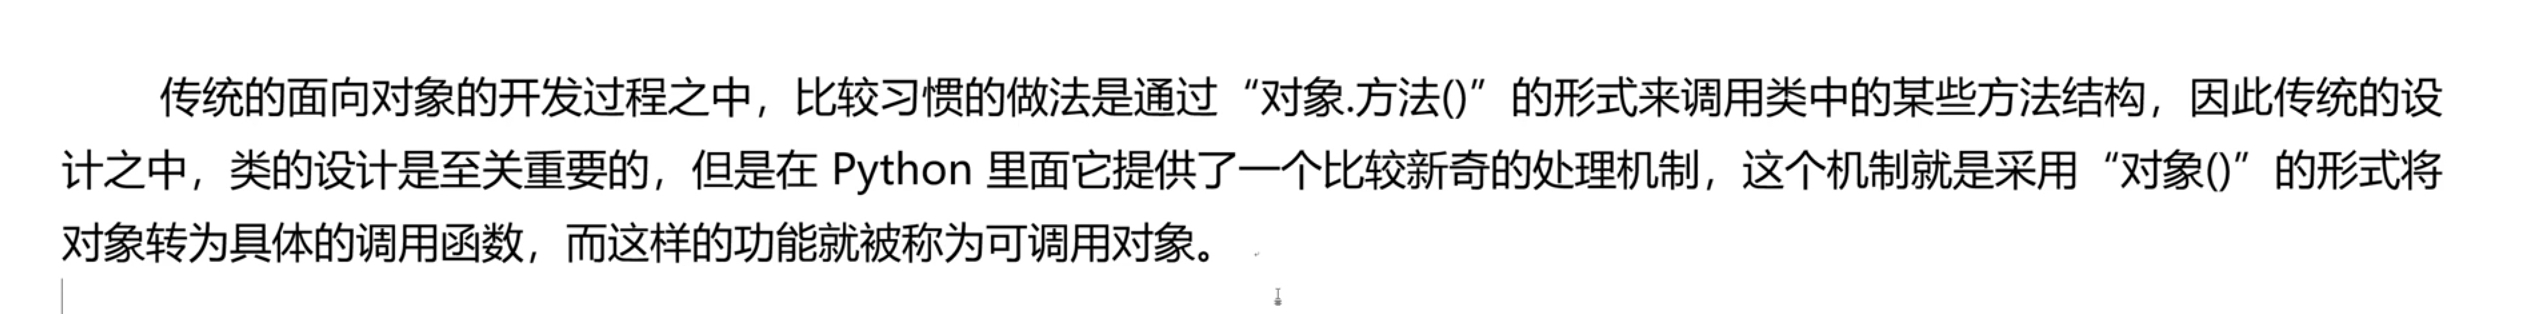 传统的面向对象的开发过程之中，比较习惯的做法是通过“对象.方法()”的形式来调用类中的某些方法结构，因此传统的设
计之中，类的设计是至关重要的，但是在 Python 里面它提供了一个比较新奇的处理机制，这个机制就是采用“对象()”的形式将
对象转为具体的调用函数，而这样的功能就被称为可调用对象。